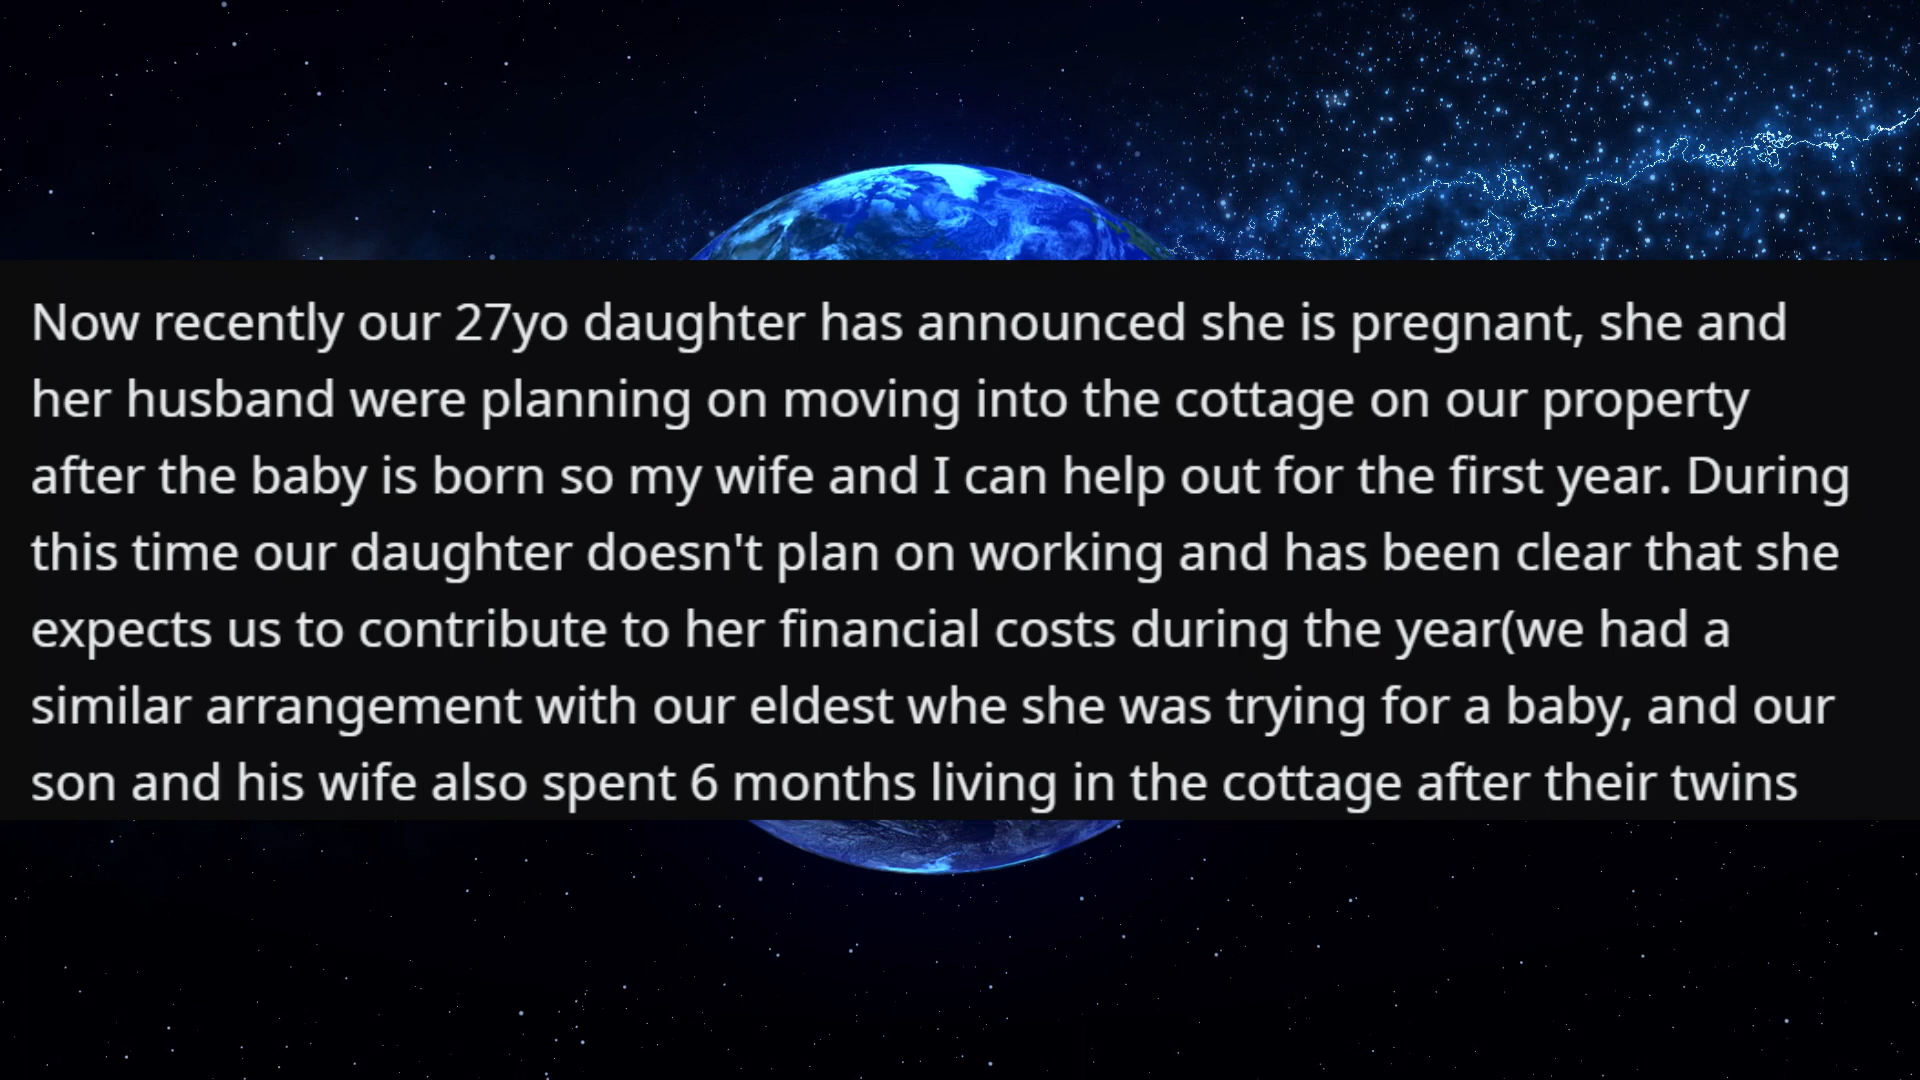 Now recently our 27yo daughter has announced she is pregnant, she and
her husband were planning on moving into the cottage on our property
after the baby is born so my wife and I can help out for the first year. During
this time our daughter doesn't plan on working and has been clear that she
expects us to contribute to her financial costs during the year(we had a
similar arrangement with our eldest whe she was trying for a baby, and our
son and his wife also spent 6 months living in the cottage after their twins